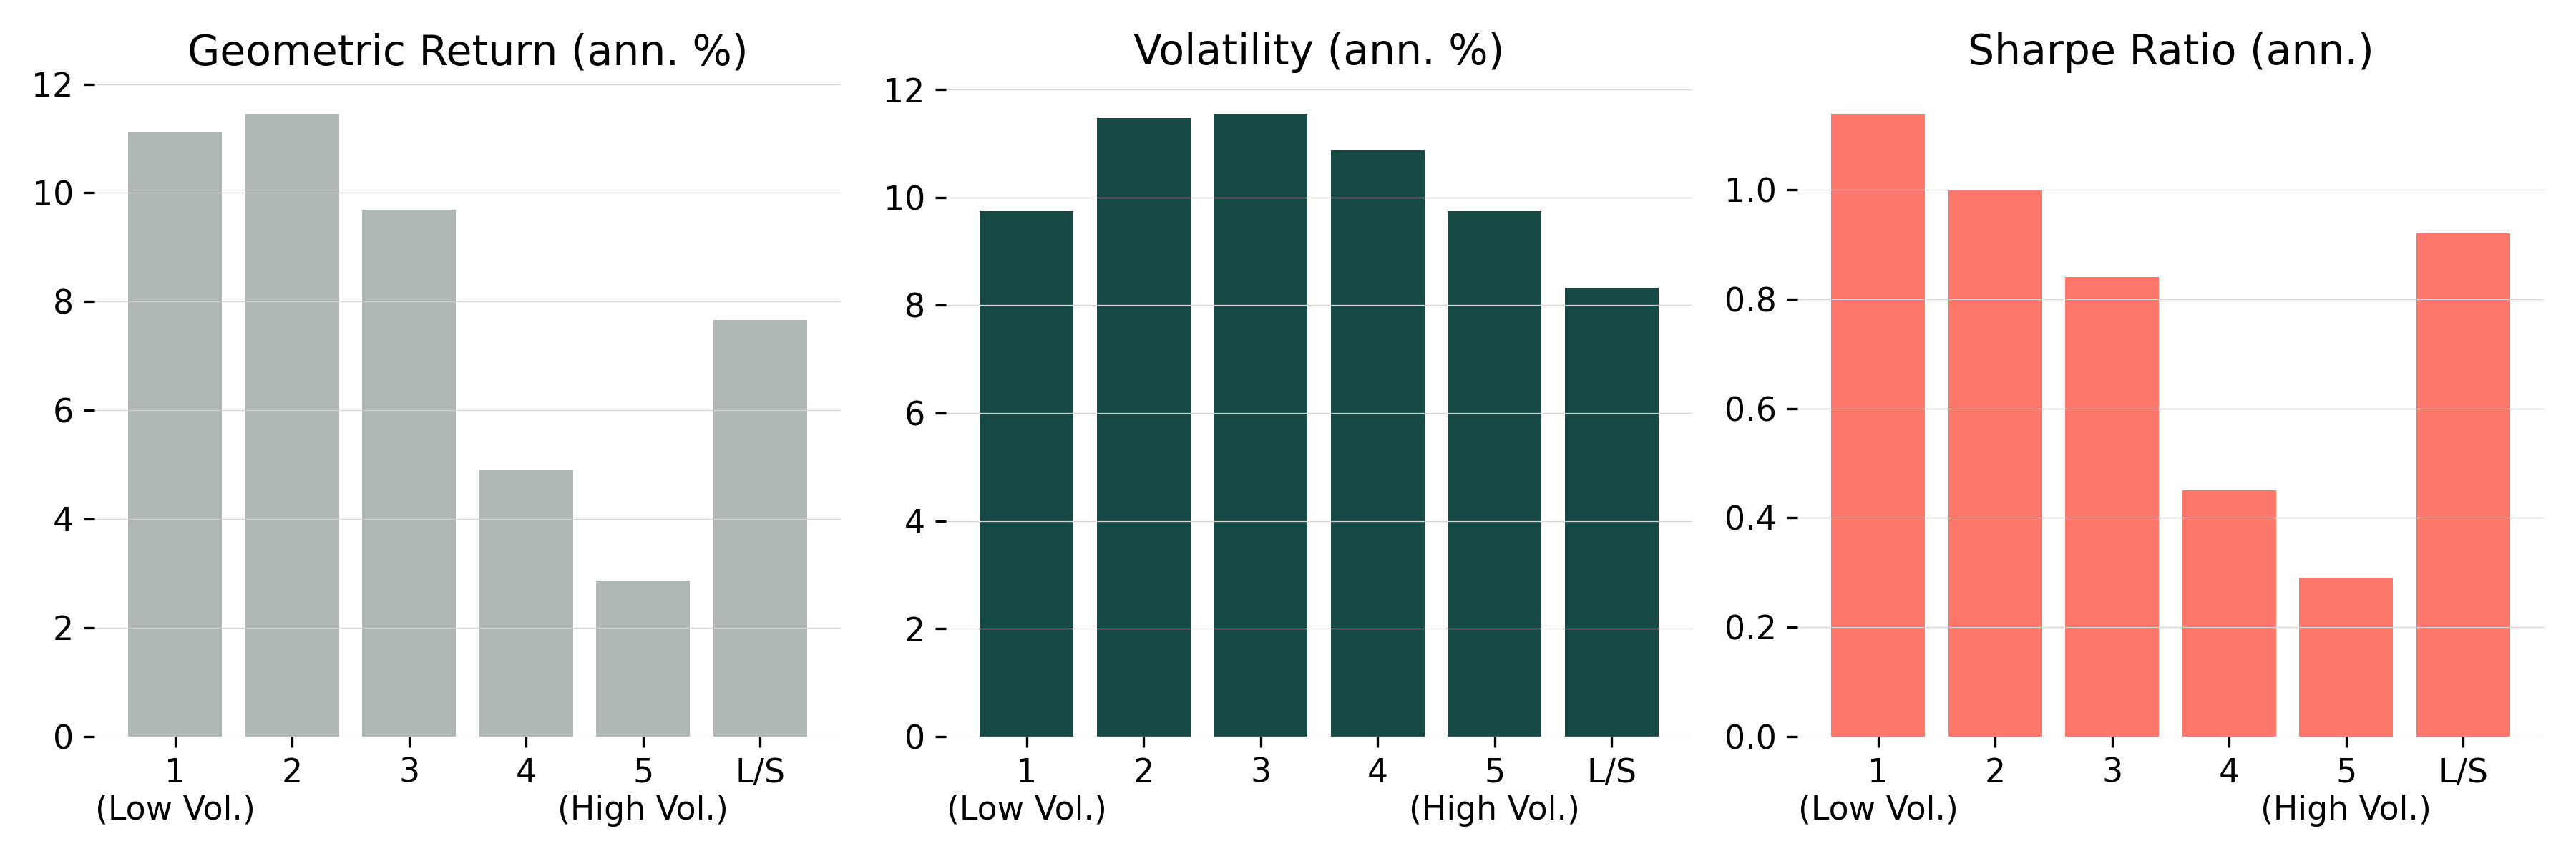 Geometric Return (ann. %)
12
10
8
6
4
2
0
1 2 3 4 5 L/S
(Low Vol.) (High Vol.)
Volatility (ann. %)
12
10
8
6
4
2
0
1 2 3 4 5 L/S
(Low Vol.) (High Vol.)
Sharpe Ratio (ann.)
1.0
0.8
0.6
0.4
0.2
0.0
1 2 3 4 5 L/S
(Low Vol.) (High Vol.)